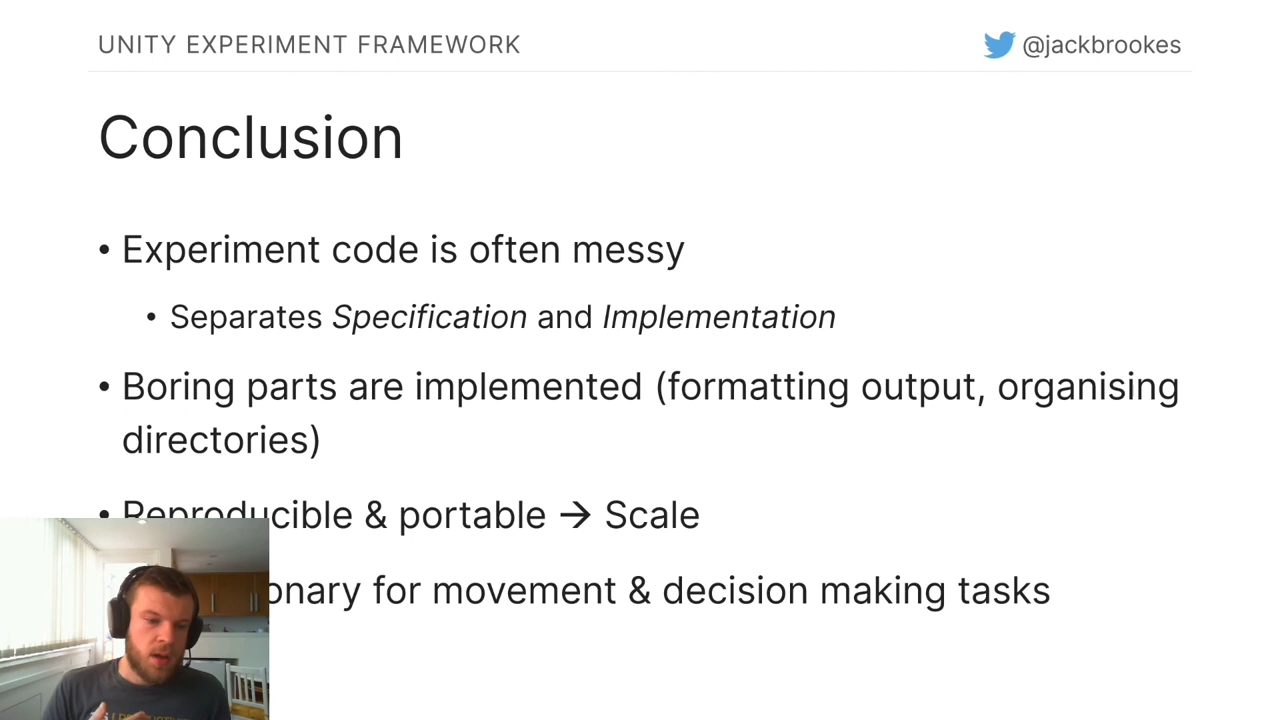 UNITY EXPERIMENT FRAMEWORK
@jackbrookes
Conclusion
• Experiment code is often messy
• Separates Specification and Implementation
• Boring parts are implemented (formatting output, organising
directories)
• Reproducible & portable → Scale
onary for movement & decision making tasks